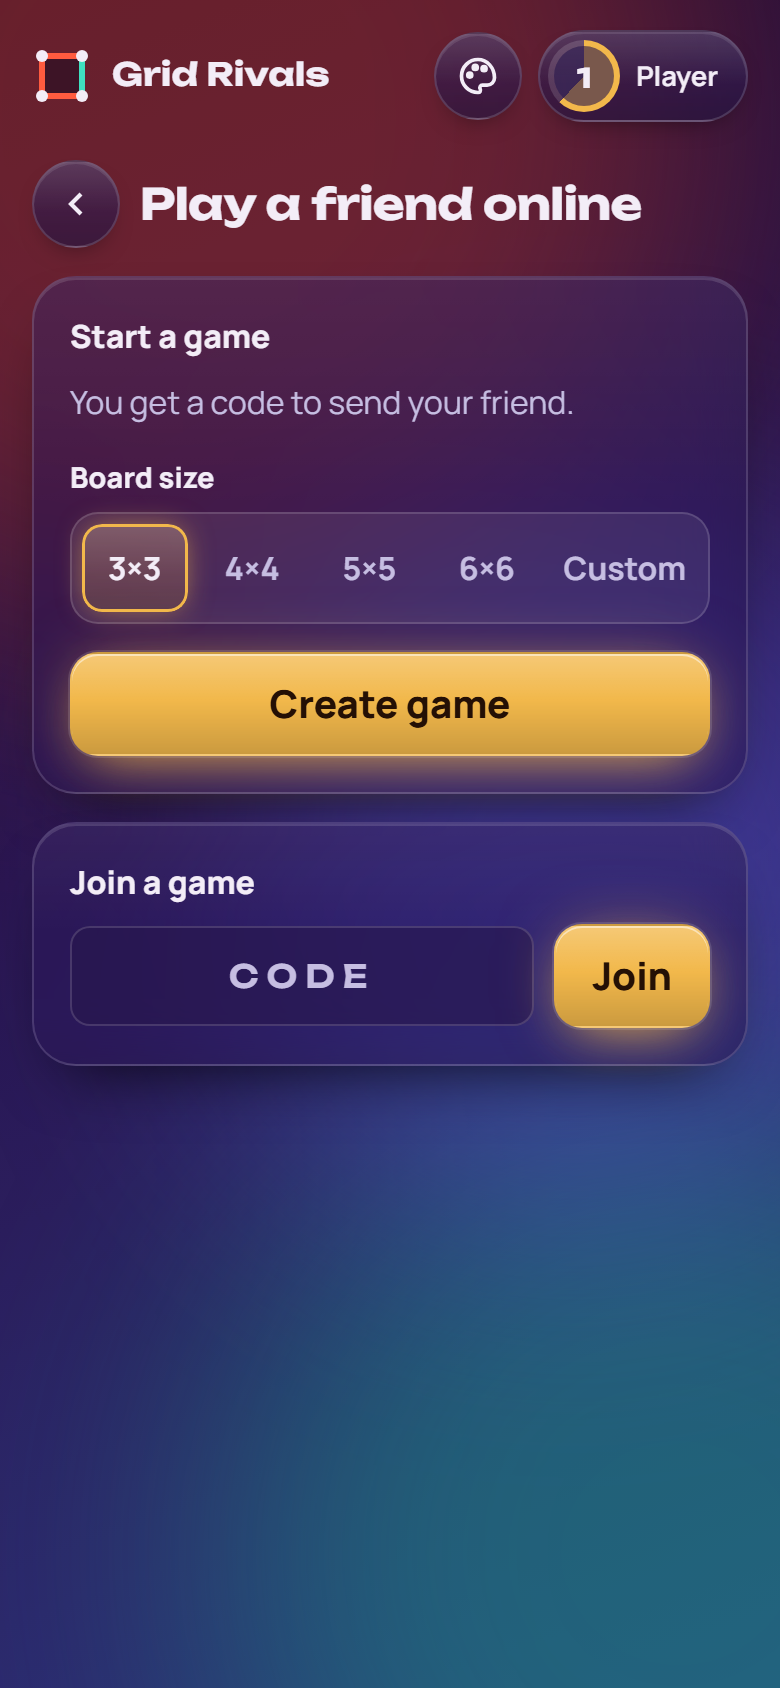 Grid Rivals
1 Player
Play a friend online
Start a game
You get a code to send your friend.
Board size
3×3 4×4 5×5 6×6 Custom
Create game
Join a game
CODE Join